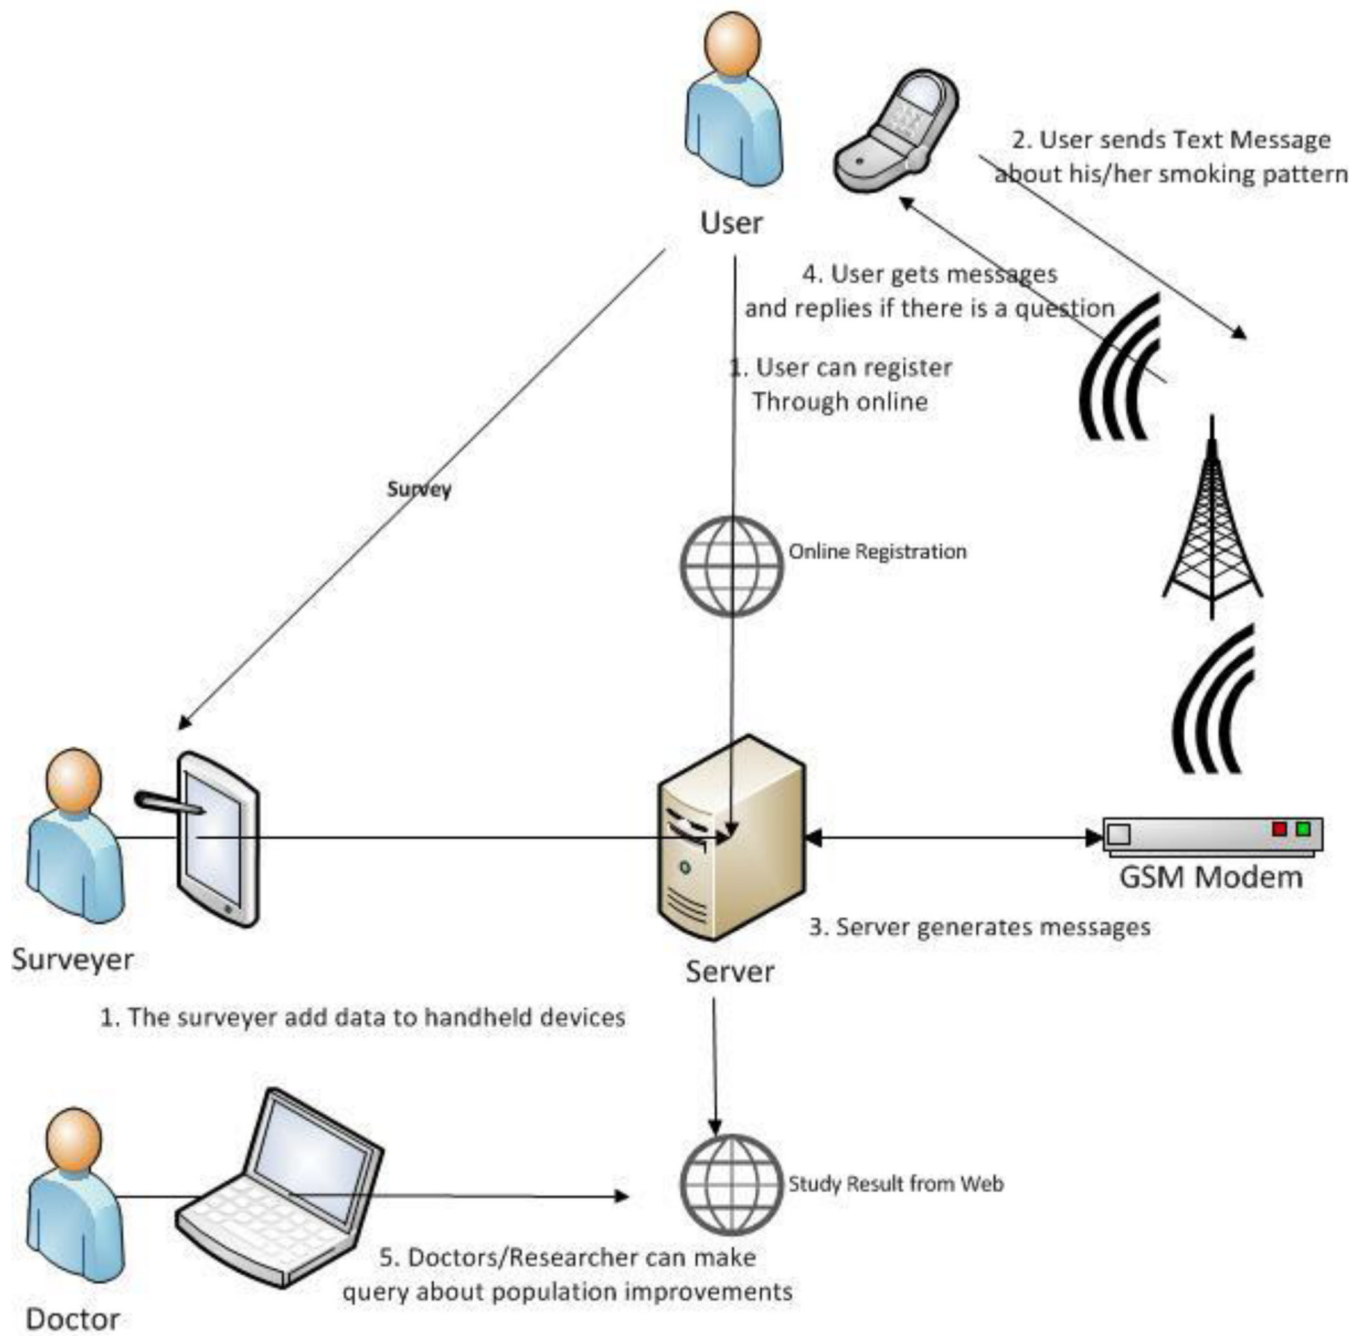 2. User sends Text Message
about his/her smoking pattern
User
4. User gets messages
and replies if there is a question
1. User can register
Through online
Survey
Online Registration
GSM Modem
3. Server generates messages
Surveyer
Server
1. The surveyer add data to handheld devices
Study Result from Web
5. Doctors/Researcher can make
query about population improvements
Doctor